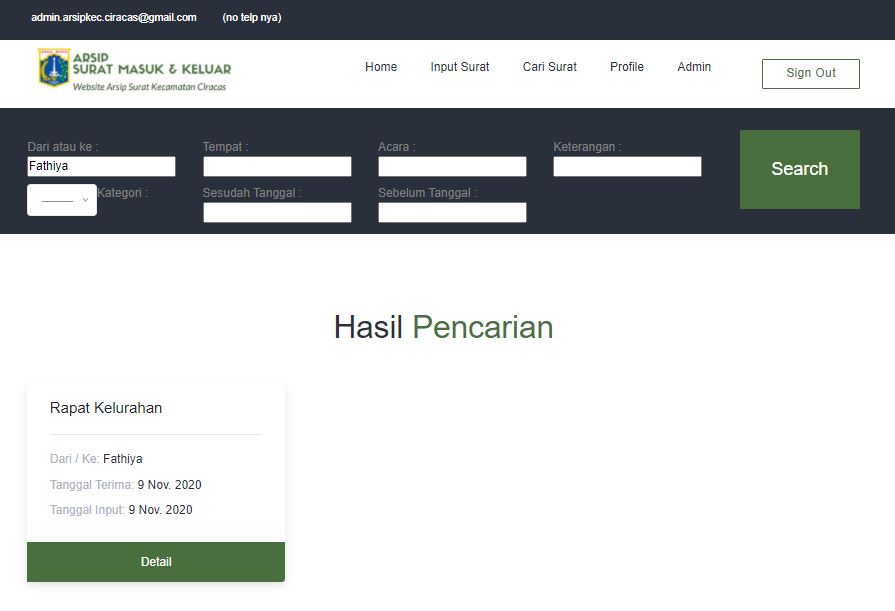 admin.arsipkec.ciracas@gmail.com (no telp nya)
ARSIP
SURAT MASUK & KELUAR
Website Arsip Surat Kecamatan Ciracas
Home Input Surat Cari Surat Profile Admin Sign Out
Dari atau ke : Tempat : Acara : Keterangan :
Fathiya
Search
--------- Kategori : Sesudah Tanggal : Sebelum Tanggal :
Hasil Pencarian
Rapat Kelurahan
Dari / Ke: Fathiya
Tanggal Terima: 9 Nov. 2020
Tanggal Input: 9 Nov. 2020
Detail